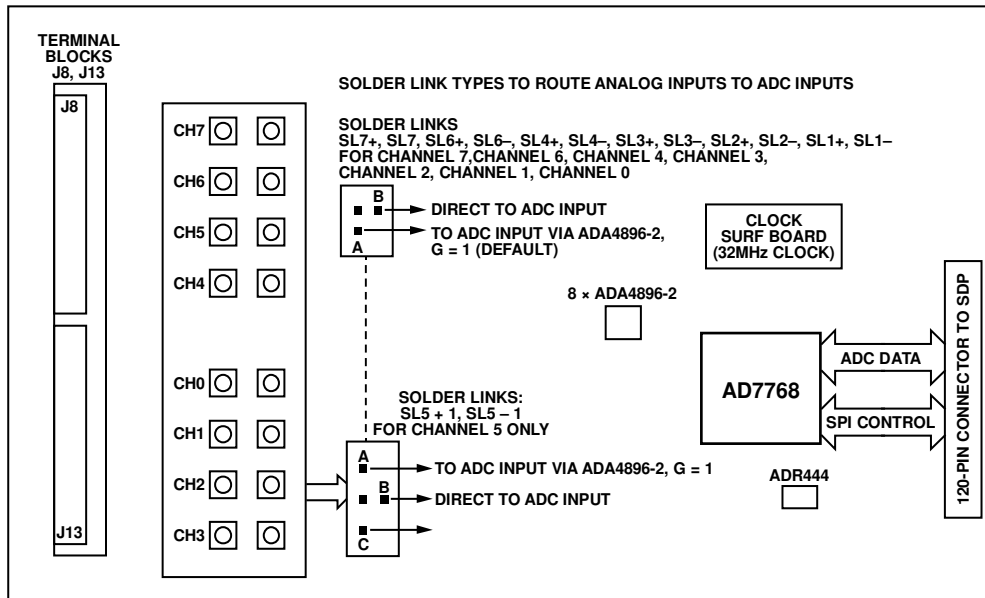 TERMINAL
BLOCKS
J8, J13
J8
J13
CH7
CH6
CH5
CH4
CH0
CH1
CH2
CH3
SOLDER LINK TYPES TO ROUTE ANALOG INPUTS TO ADC INPUTS
SOLDER LINKS
SL7+, SL7, SL6+, SL6–, SL4+, SL4–, SL3+, SL3–, SL2+, SL2–, SL1+, SL1–
FOR CHANNEL 7,CHANNEL 6, CHANNEL 4, CHANNEL 3,
CHANNEL 2, CHANNEL 1, CHANNEL 0
B
DIRECT TO ADC INPUT
TO ADC INPUT VIA ADA4896-2,
G = 1 (DEFAULT)
A
SOLDER LINKS:
SL5 + 1, SL5 – 1
FOR CHANNEL 5 ONLY
A
TO ADC INPUT VIA ADA4896-2, G = 1
B
DIRECT TO ADC INPUT
C
8 × ADA4896-2
CLOCK
SURF BOARD
(32MHz CLOCK)
AD7768
ADC DATA
SPI CONTROL
ADR444
120-PIN CONNECTOR TO SDP